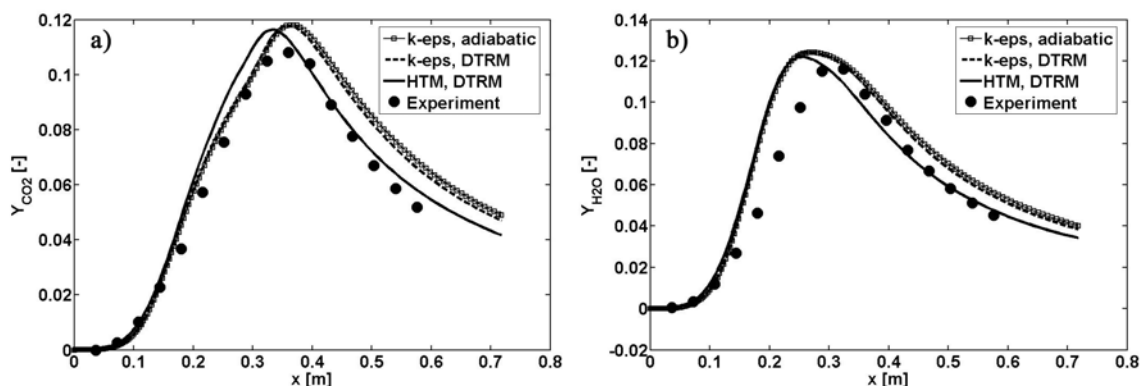 a)
k-eps, adiabatic
k-eps, DTRM
HTM, DTRM
Experiment
0.12
0.1
0.08
0.06
0.04
0.02
0
Y_CO2 [-]
0 0.1 0.2 0.3 0.4 0.5 0.6 0.7 0.8
x [m]
b)
k-eps, adiabatic
k-eps, DTRM
HTM, DTRM
Experiment
0.14
0.12
0.1
0.08
0.06
0.04
0.02
0
-0.02
Y_H2O [-]
0 0.1 0.2 0.3 0.4 0.5 0.6 0.7 0.8
x [m]